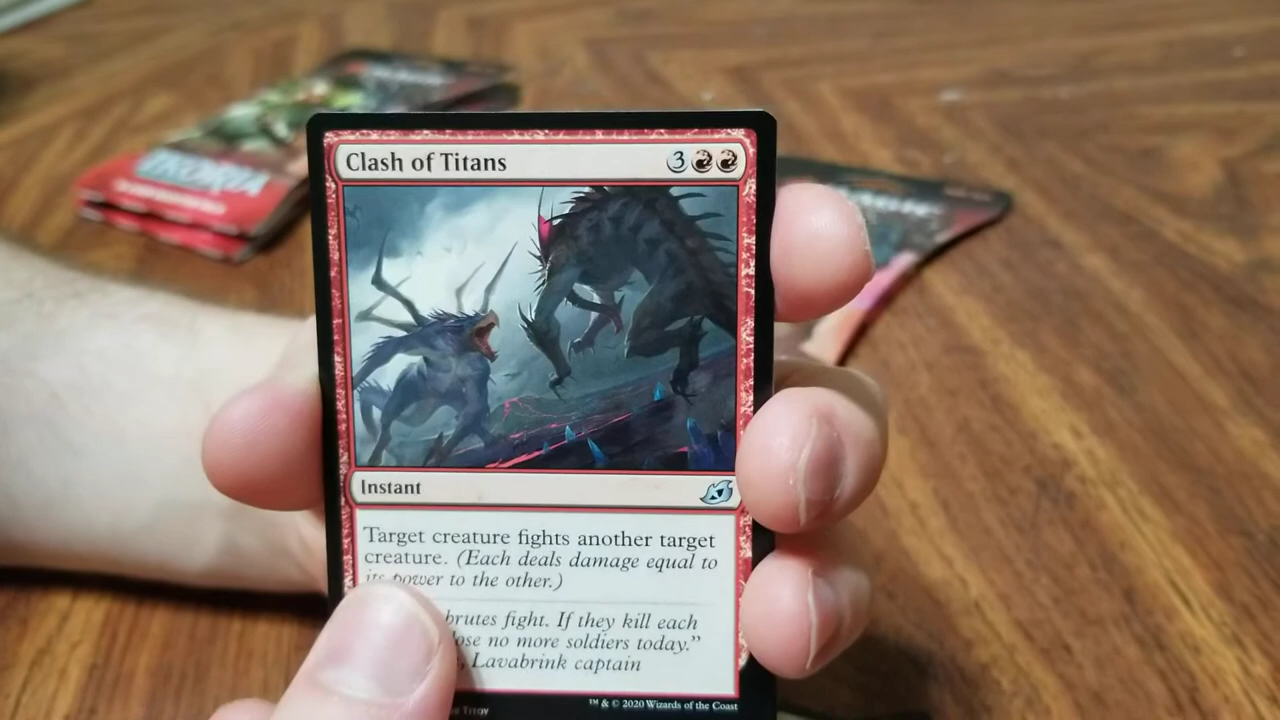 IKORIA
Clash of Titans
3
Instant
Target creature fights another target
creature. (Each deals damage equal to
its power to the other.)
brutes fight. If they kill each
lose no more soldiers today.”
, Lavabrink captain
Titov
™ & © 2020 Wizards of the Coast